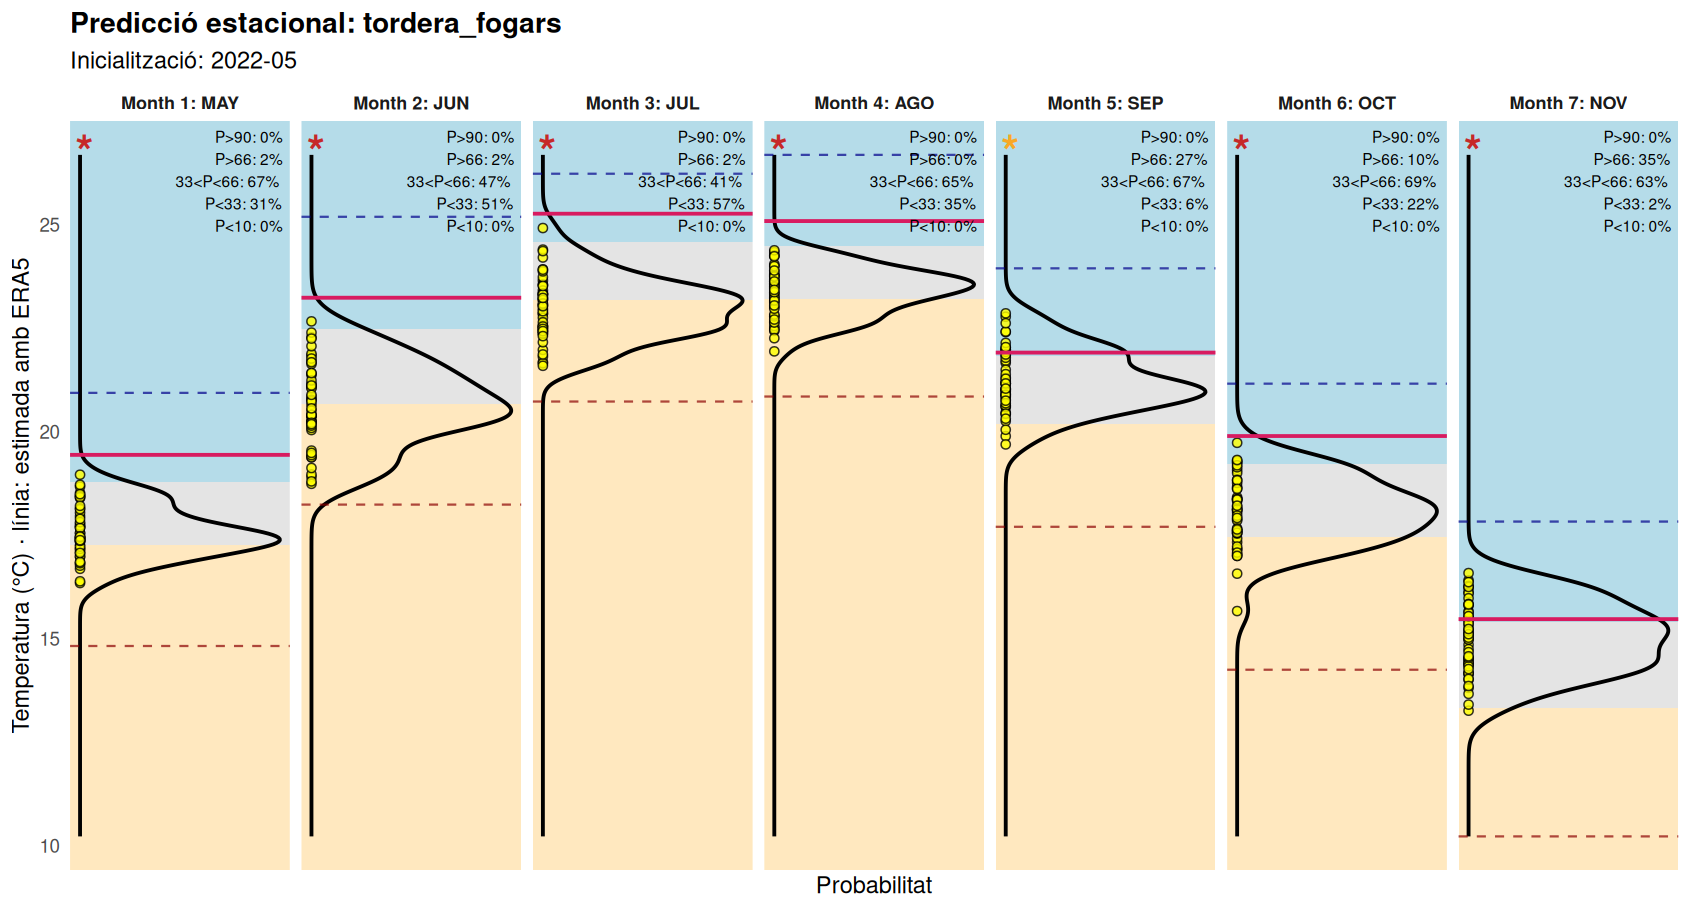 Predicció estacional: tordera_fogars
Inicialització: 2022-05
Month 1: MAY
Month 2: JUN
Month 3: JUL
Month 4: AGO
Month 5: SEP
Month 6: OCT
Month 7: NOV
*
P>90: 0%
P>66: 2%
33<P<66: 67%
P<33: 31%
P<10: 0%
*
P>90: 0%
P>66: 2%
33<P<66: 47%
P<33: 51%
P<10: 0%
*
P>90: 0%
P>66: 2%
33<P<66: 41%
P<33: 57%
P<10: 0%
*
P>90: 0%
P>66: 0%
33<P<66: 65%
P<33: 35%
P<10: 0%
*
P>90: 0%
P>66: 27%
33<P<66: 67%
P<33: 6%
P<10: 0%
*
P>90: 0%
P>66: 10%
33<P<66: 69%
P<33: 22%
P<10: 0%
*
P>90: 0%
P>66: 35%
33<P<66: 63%
P<33: 2%
P<10: 0%
25
20
15
10
Temperatura (°C) · línia: estimada amb ERA5
Probabilitat